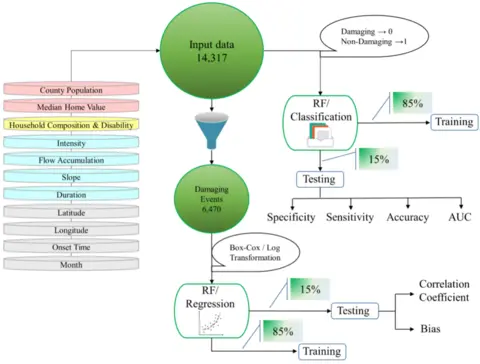 Input data
14,317
Damaging → 0
Non-Damaging →1
County Population
Median Home Value
Household Composition & Disability
Intensity
Flow Accumulation
Slope
Duration
Latitude
Longitude
Onset Time
Month
RF/
Classification
85%
Training
15%
Testing
Specificity
Sensitivity
Accuracy
AUC
Damaging
Events
6,470
Box-Cox / Log
Transformation
RF/
Regression
15%
Testing
Correlation
Coefficient
Bias
85%
Training